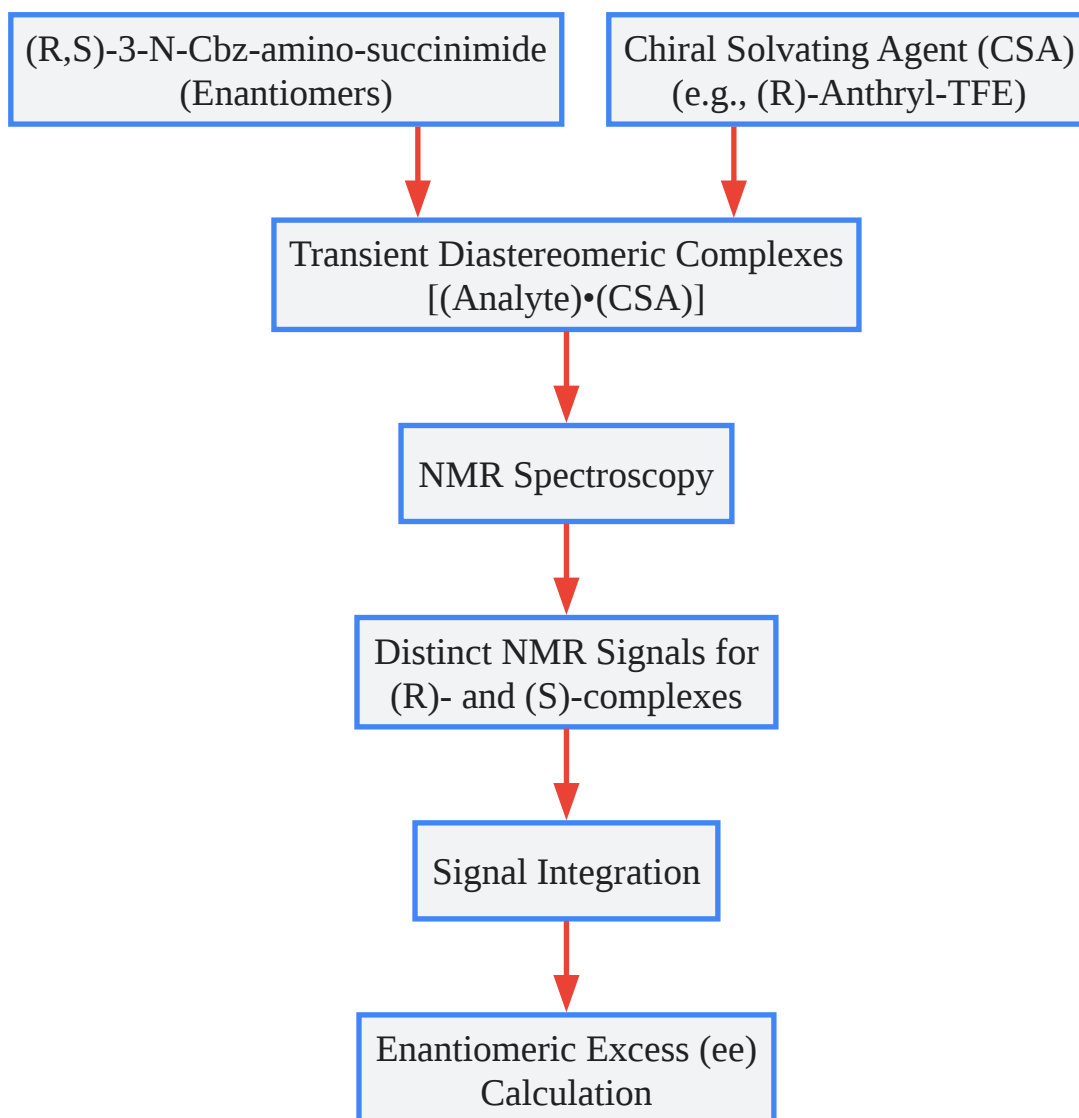 (R,S)-3-N-Cbz-amino-succinimide
(Enantiomers)
Chiral Solvating Agent (CSA)
(e.g., (R)-Anthryl-TFE)
Transient Diastereomeric Complexes
[(Analyte)•(CSA)]
NMR Spectroscopy
Distinct NMR Signals for
(R)- and (S)-complexes
Signal Integration
Enantiomeric Excess (ee)
Calculation